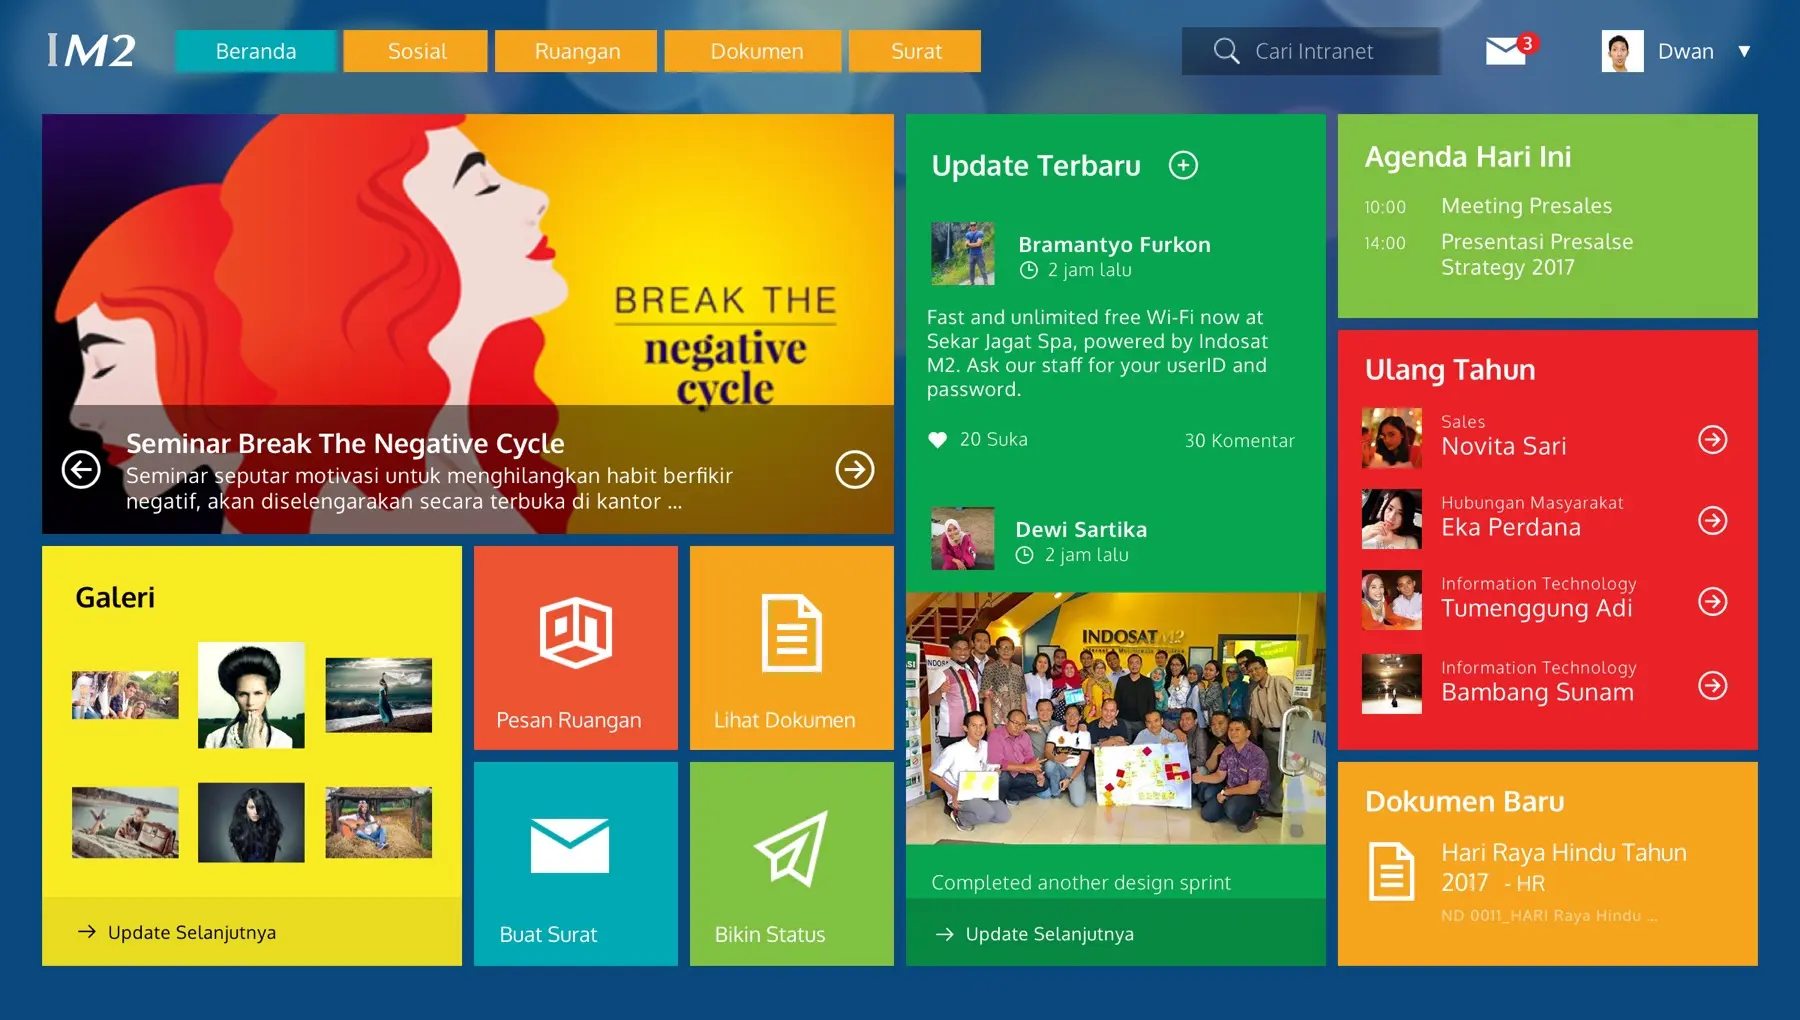 IM2
Beranda
Sosial
Ruangan
Dokumen
Surat
Cari Intranet
3
Dwan
BREAK THE
negative
cycle
Seminar Break The Negative Cycle
Seminar seputar motivasi untuk menghilangkan habit berfikir
negatif, akan diselengarakan secara terbuka di kantor ...
Galeri
Update Selanjutnya
Pesan Ruangan
Lihat Dokumen
Buat Surat
Bikin Status
Update Terbaru
Bramantyo Furkon
2 jam lalu
Fast and unlimited free Wi-Fi now at
Sekar Jagat Spa, powered by Indosat
M2. Ask our staff for your userID and
password.
20 Suka
30 Komentar
Dewi Sartika
2 jam lalu
INDOSAT M2
Completed another design sprint
Update Selanjutnya
Agenda Hari Ini
10:00 Meeting Presales
14:00 Presentasi Presalse
Strategy 2017
Ulang Tahun
Sales
Novita Sari
Hubungan Masyarakat
Eka Perdana
Information Technology
Tumenggung Adi
Information Technology
Bambang Sunam
Dokumen Baru
Hari Raya Hindu Tahun
2017 - HR
ND 0011_HARI Raya Hindu ...